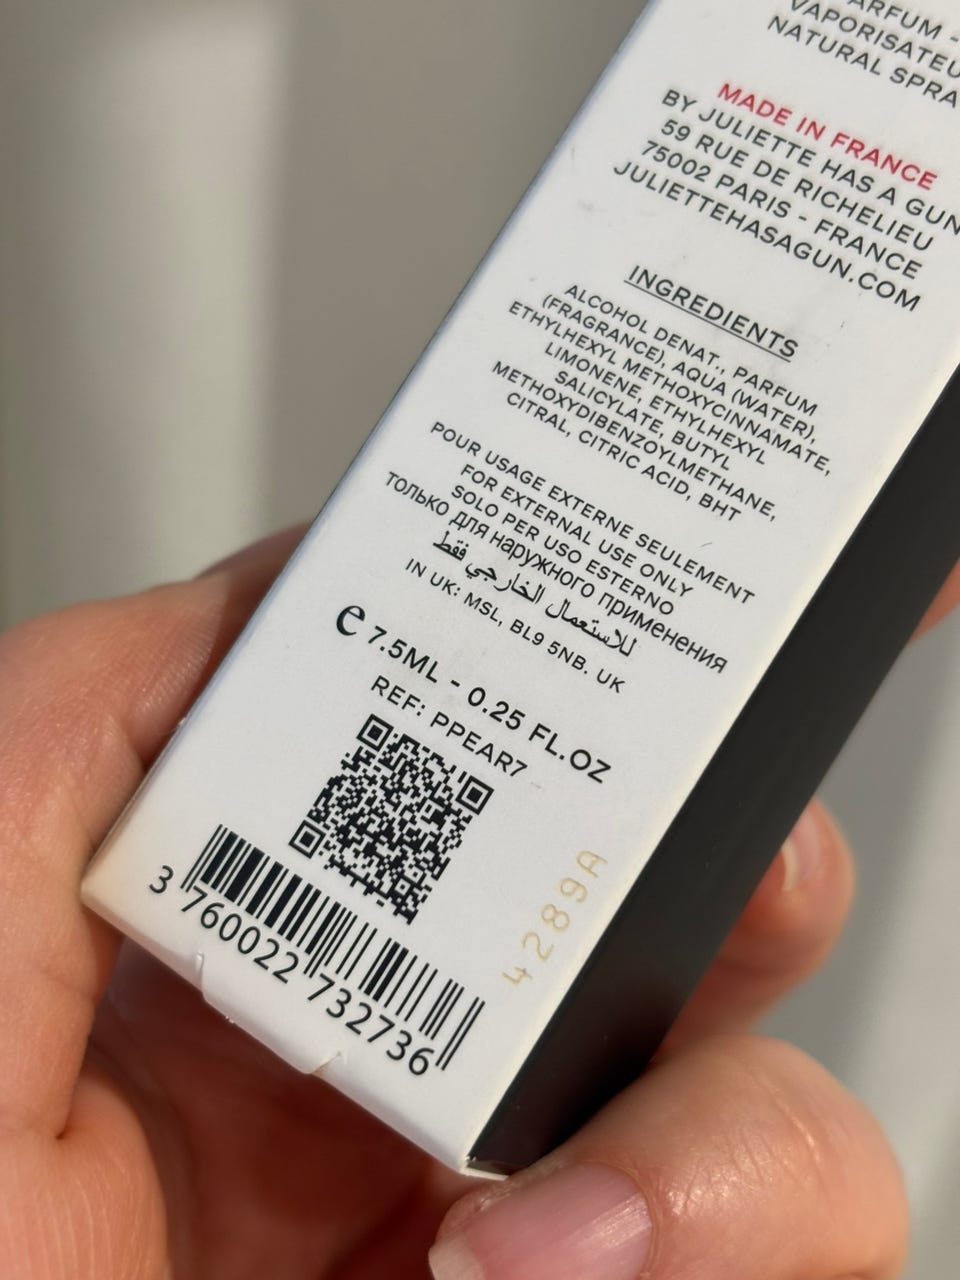 VAPORISATEU
NATURAL SPRA
MADE IN FRANCE
BY JULIETTE HAS A GUN
59 RUE DE RICHELIEU
75002 PARIS - FRANCE
JULIETTEHASAGUN.COM
INGREDIENTS
ALCOHOL DENAT., PARFUM
(FRAGRANCE), AQUA (WATER),
ETHYLHEXYL METHOXYCINNAMATE,
LIMONENE, ETHYLHEXYL
SALICYLATE, BUTYL
METHOXYDIBENZOYLMETHANE,
CITRAL, CITRIC ACID, BHT
POUR USAGE EXTERNE SEULEMENT
FOR EXTERNAL USE ONLY
SOLO PER USO ESTERNO
только для наружного применения
للاستعمال الخارجي فقط
IN UK: MSL, BL9 5NB. UK
e 7.5ML - 0.25 FL.OZ
REF: PPEAR7
4289A
3 760022 732736